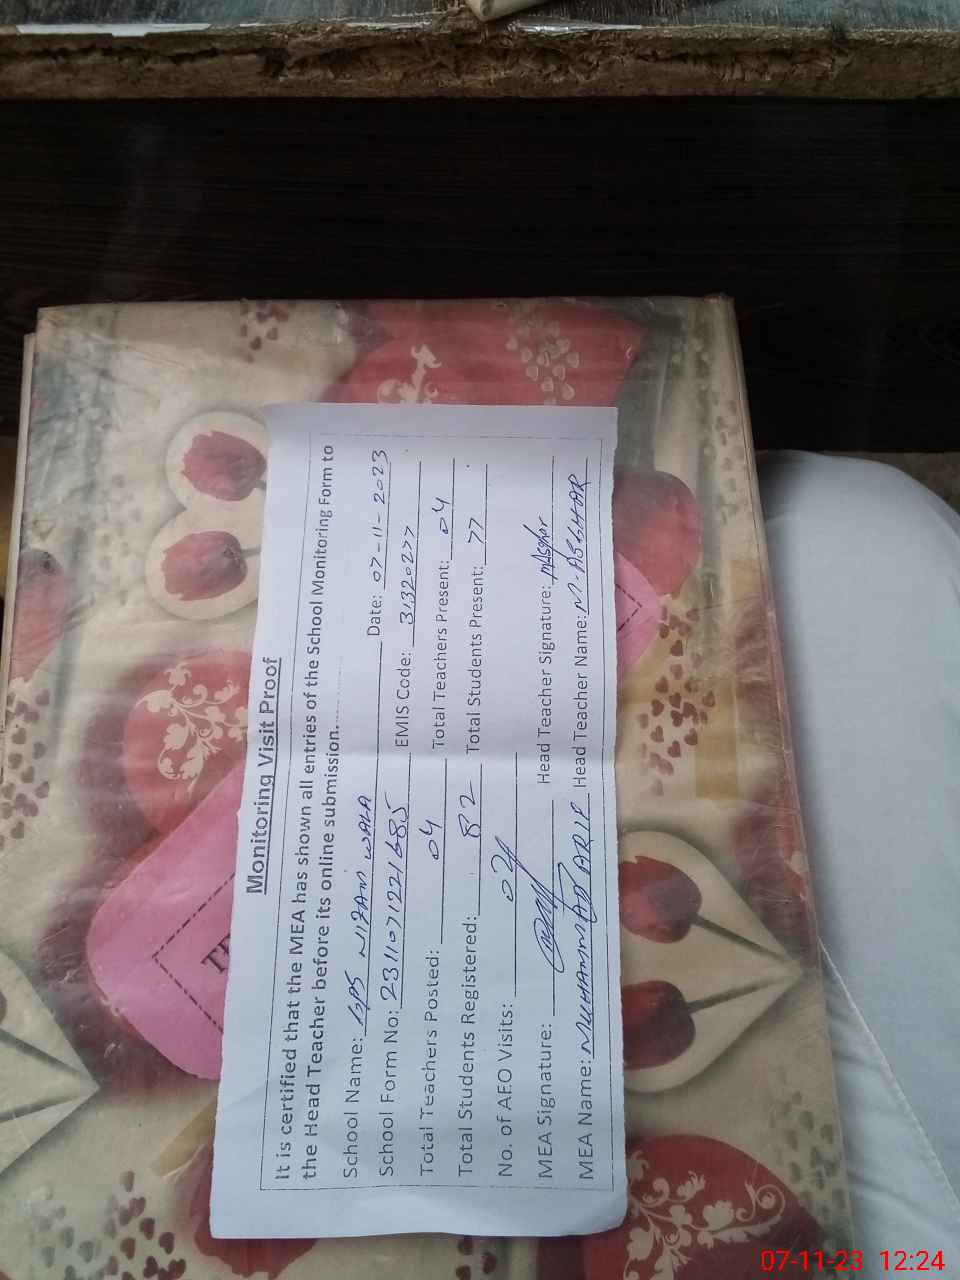 Monitoring Visit Proof
It is certified that the MEA has shown all entries of the School Monitoring Form to
the Head Teacher before its online submission.
School Name: GPS NIZAM WALA Date: 07-11-2023
School Form No: 2311071221685 EMIS Code: 31320277
Total Teachers Posted: 04 Total Teachers Present: 04
Total Students Registered: 82 Total Students Present: 77
No. of AEO Visits: 02
MEA Signature: Head Teacher Signature: MAsghar
MEA Name: MUHAMMAD ARIF Head Teacher Name: M-ASGHAR
07-11-23 12:24